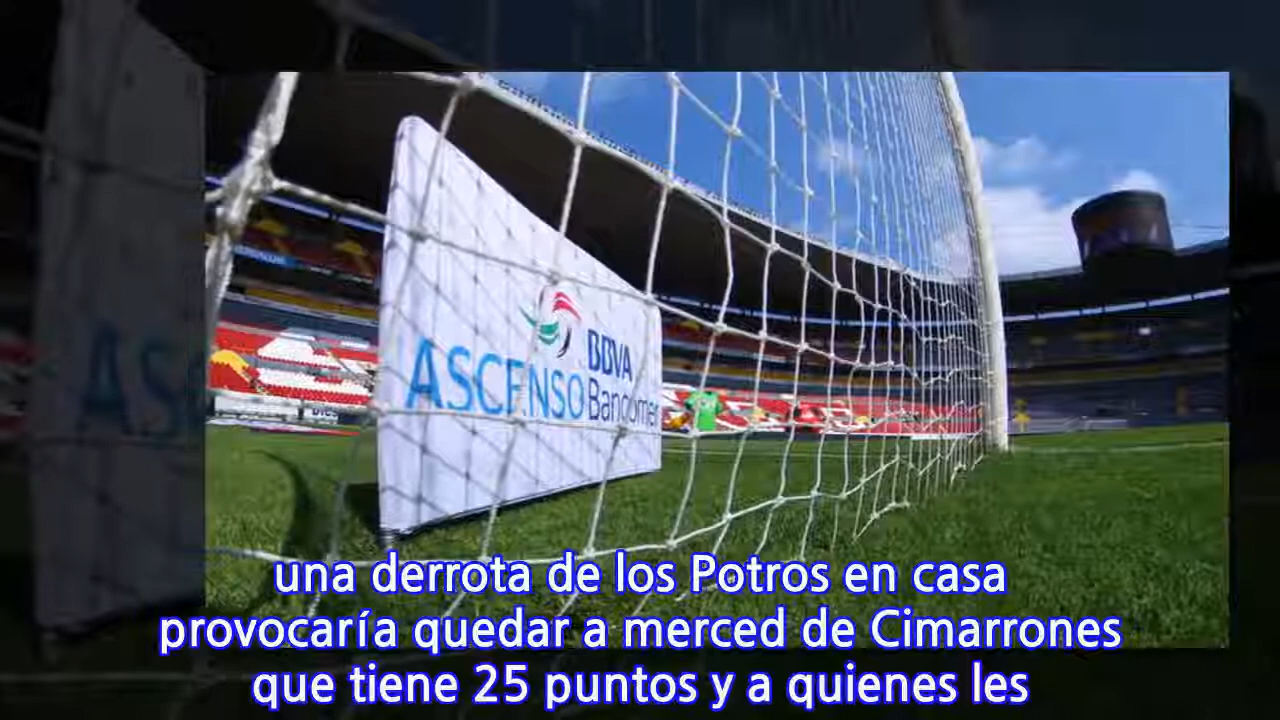 BBVA
ASCENSO Bancomer
una derrota de los Potros en casa
provocaría quedar a merced de Cimarrones
que tiene 25 puntos y a quienes les